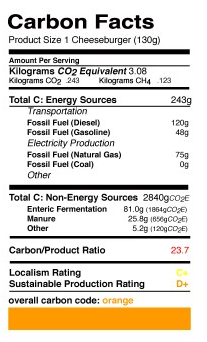 Carbon Facts
Product Size 1 Cheeseburger (130g)
Amount Per Serving
Kilograms CO2 Equivalent 3.08
Kilograms CO2 .243 Kilograms CH4 .123
Total C: Energy Sources 243g
Transportation
Fossil Fuel (Diesel) 120g
Fossil Fuel (Gasoline) 48g
Electricity Production
Fossil Fuel (Natural Gas) 75g
Fossil Fuel (Coal) 0g
Other
Total C: Non-Energy Sources 2840gCO2E
Enteric Fermentation 81.0g (1864gCO2E)
Manure 25.8g (656gCO2E)
Other 5.2g (120gCO2E)
Carbon/Product Ratio 23.7
Localism Rating C+
Sustainable Production Rating D+
overall carbon code: orange